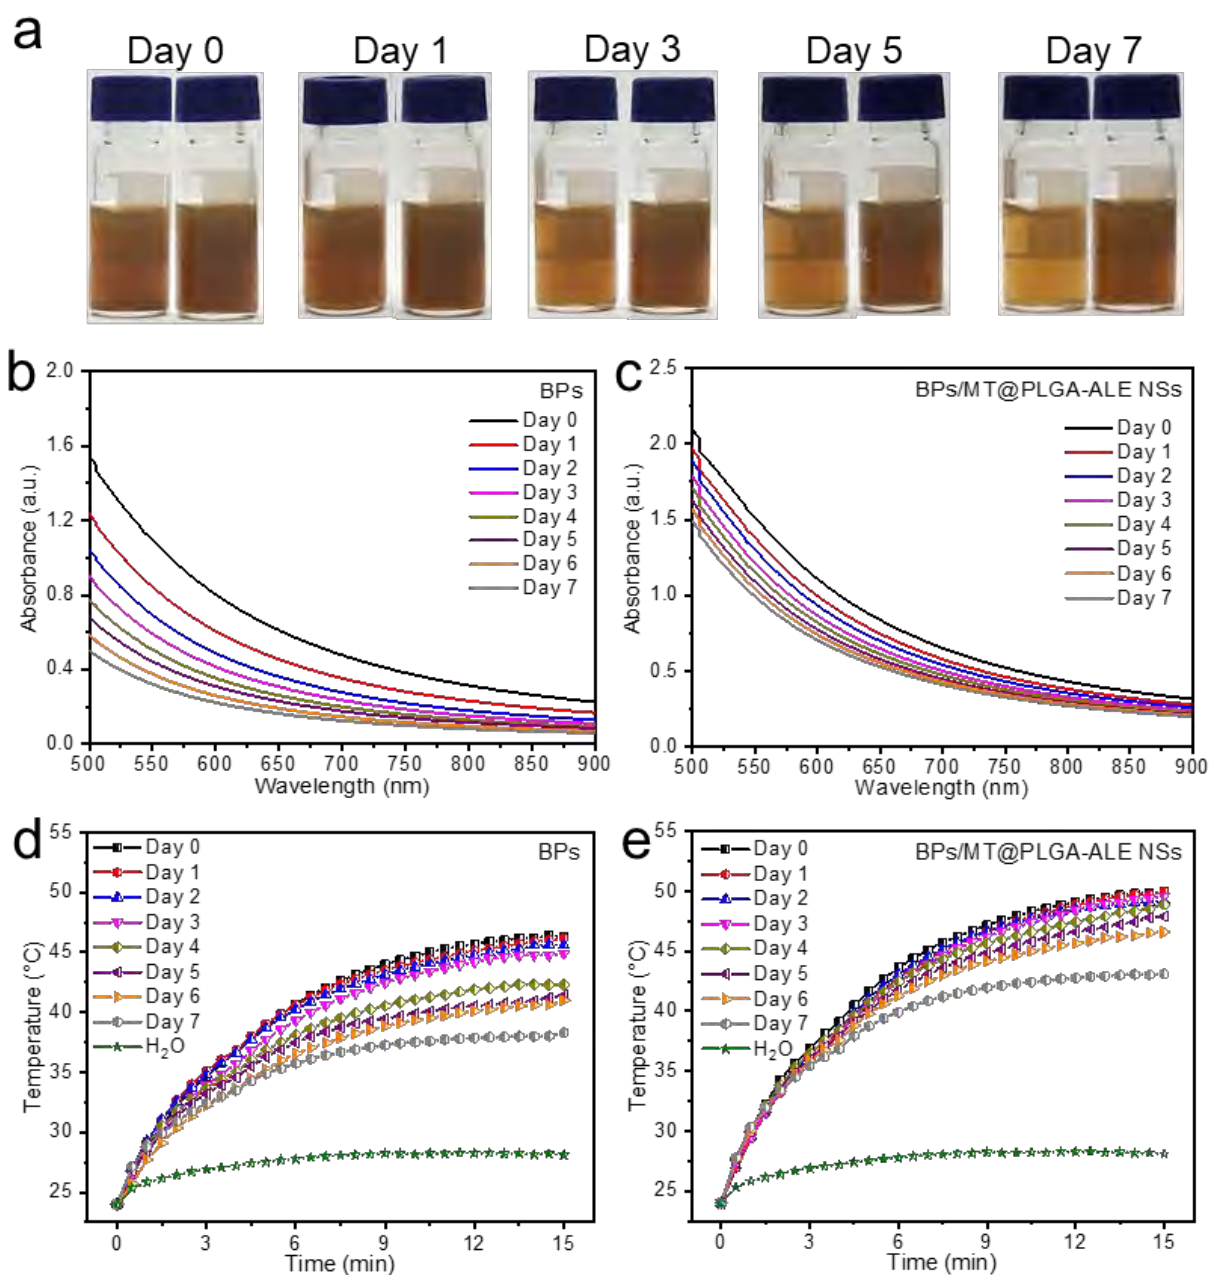 a
Day 0 Day 1 Day 3 Day 5 Day 7
b
BPs
Day 0
Day 1
Day 2
Day 3
Day 4
Day 5
Day 6
Day 7
2.0
1.6
1.2
0.8
0.4
0.0
Absorbance (a.u.)
500 550 600 650 700 750 800 850 900
Wavelength (nm)
c
BPs/MT@PLGA-ALE NSs
Day 0
Day 1
Day 2
Day 3
Day 4
Day 5
Day 6
Day 7
2.5
2.0
1.5
1.0
0.5
0.0
Absorbance (a.u.)
500 550 600 650 700 750 800 850 900
Wavelength (nm)
d
BPs
Day 0
Day 1
Day 2
Day 3
Day 4
Day 5
Day 6
Day 7
H₂O
55
50
45
40
35
30
25
Temperature (°C)
0 3 6 9 12 15
Time (min)
e
BPs/MT@PLGA-ALE NSs
Day 0
Day 1
Day 2
Day 3
Day 4
Day 5
Day 6
Day 7
H₂O
55
50
45
40
35
30
25
Temperature (°C)
0 3 6 9 12 15
Time (min)